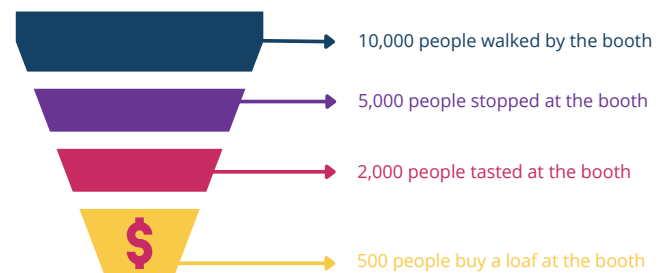 10,000 people walked by the booth
5,000 people stopped at the booth
2,000 people tasted at the booth
$
500 people buy a loaf at the booth